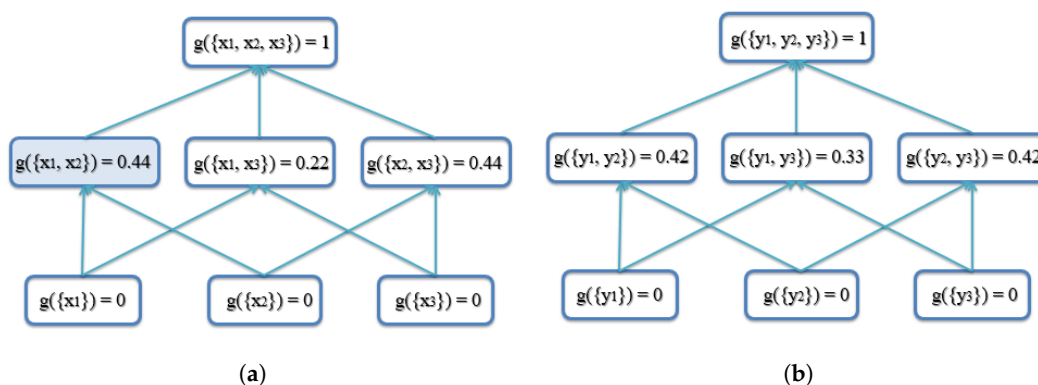 g({x1, x2, x3}) = 1
g({x1, x2}) = 0.44
g({x1, x3}) = 0.22
g({x2, x3}) = 0.44
g({x1}) = 0
g({x2}) = 0
g({x3}) = 0
(a)
g({y1, y2, y3}) = 1
g({y1, y2}) = 0.42
g({y1, y3}) = 0.33
g({y2, y3}) = 0.42
g({y1}) = 0
g({y2}) = 0
g({y3}) = 0
(b)